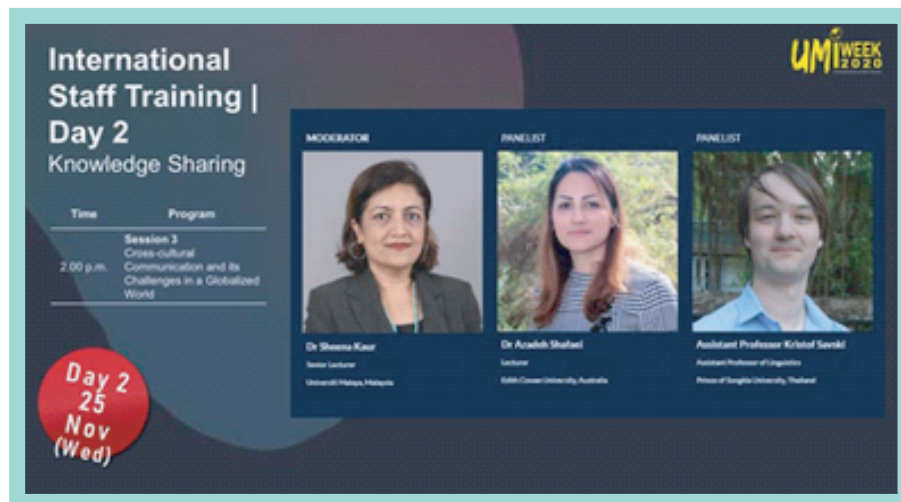 International
Staff Training |
Day 2
Knowledge Sharing
UMi WEEK
2020
Time Program
2.00 p.m.
Session 3
Cross-cultural
Communication and its
Challenges in a Globalized
World
Day 2
25
Nov
(Wed)
MODERATOR
Dr Sheena Kaur
Senior Lecturer
Universiti Malaya, Malaysia
PANELIST
Dr Azadeh Shafaei
Lecturer
Edith Cowan University, Australia
PANELIST
Assistant Professor Kristof Savski
Assistant Professor of Linguistics
Prince of Songkla University, Thailand